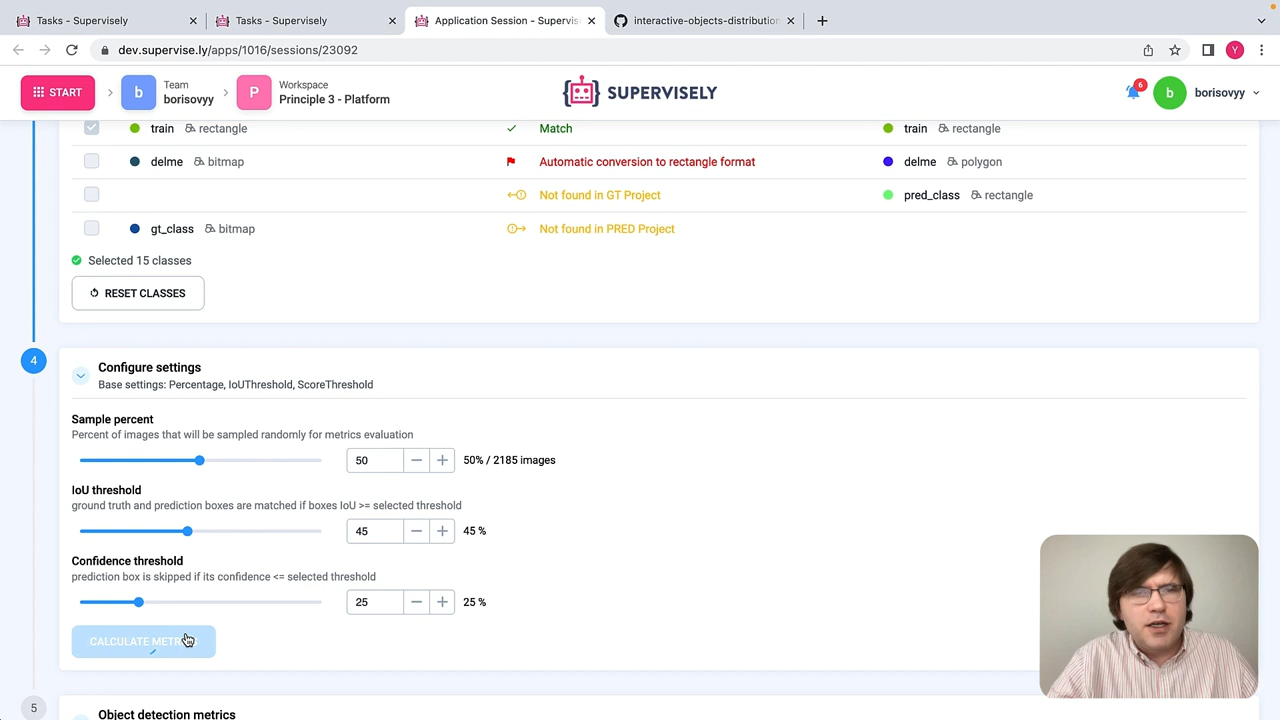 Tasks - Supervisely
Tasks - Supervisely
Application Session - Supervis
interactive-objects-distribution
dev.supervise.ly/apps/1016/sessions/23092
Y
START
b
Team
borisovyy
P
Workspace
Principle 3 - Platform
SUPERVISELY
6
b
borisovyy
train rectangle
Match
train rectangle
delme bitmap
Automatic conversion to rectangle format
delme polygon
Not found in GT Project
pred_class rectangle
gt_class bitmap
Not found in PRED Project
Selected 15 classes
RESET CLASSES
4
Configure settings
Base settings: Percentage, IoUThreshold, ScoreThreshold
Sample percent
Percent of images that will be sampled randomly for metrics evaluation
50
50% / 2185 images
IoU threshold
ground truth and prediction boxes are matched if boxes IoU >= selected threshold
45
45 %
Confidence threshold
prediction box is skipped if its confidence <= selected threshold
25
25 %
CALCULATE
5
Object detection metrics